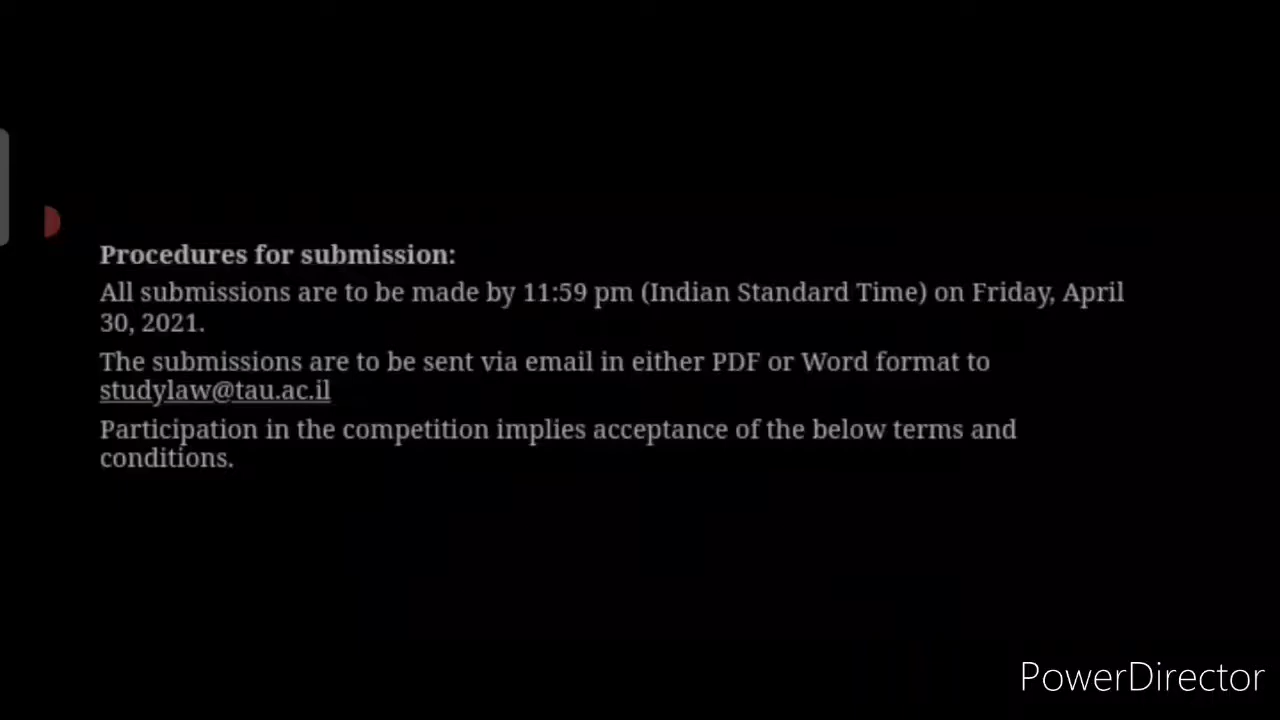 Procedures for submission:
All submissions are to be made by 11:59 pm (Indian Standard Time) on Friday, April
30, 2021.
The submissions are to be sent via email in either PDF or Word format to
studylaw@tau.ac.il
Participation in the competition implies acceptance of the below terms and
conditions.
PowerDirector